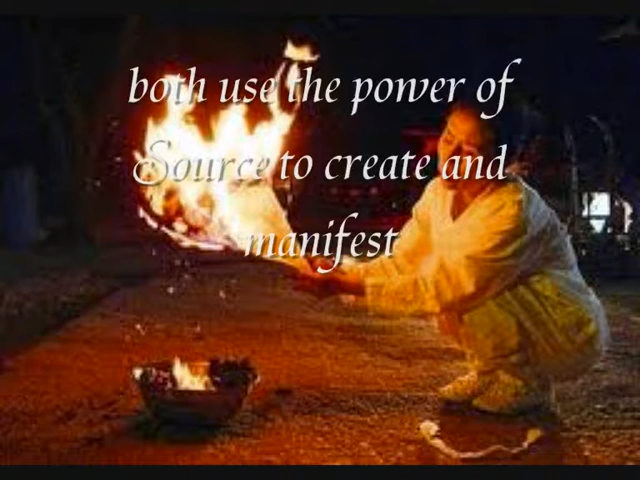 both use the power of
Source to create and
manifest